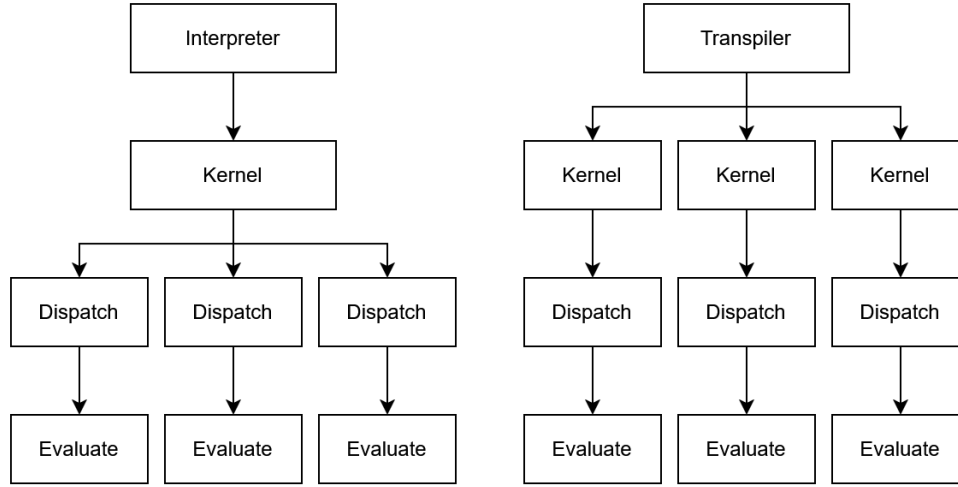 Interpreter
Transpiler
Kernel
Kernel
Kernel
Kernel
Dispatch
Dispatch
Dispatch
Dispatch
Dispatch
Dispatch
Evaluate
Evaluate
Evaluate
Evaluate
Evaluate
Evaluate